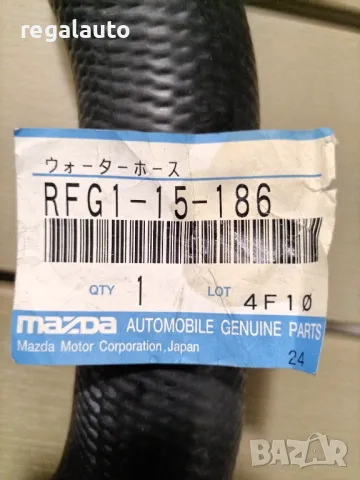 regalauto
ウォーターホース
RFG1-15-186
QTY 1 LOT 4F10
mazda AUTOMOBILE GENUINE PARTS
Mazda Motor Corporation, Japan
24
BAZAR